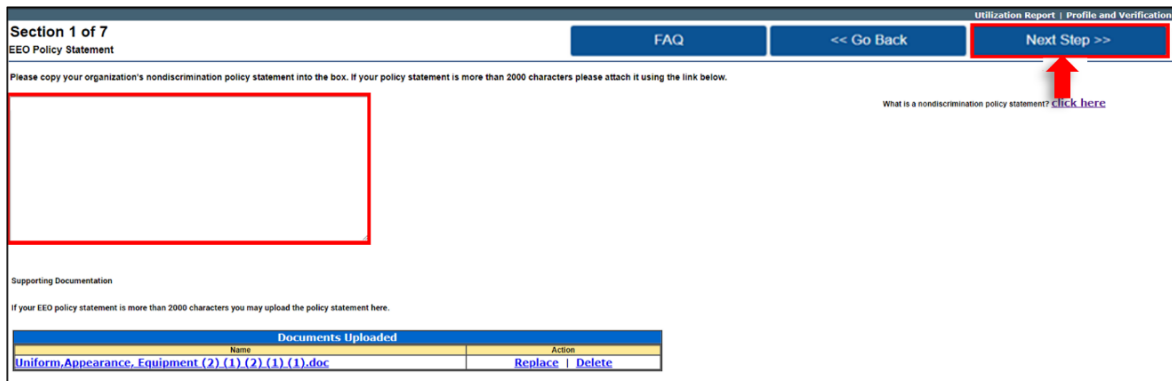 Utilization Report | Profile and Verification
Section 1 of 7
EEO Policy Statement
FAQ
<< Go Back
Next Step >>
Please copy your organization's nondiscrimination policy statement into the box. If your policy statement is more than 2000 characters please attach it using the link below.
What is a nondiscrimination policy statement? click here
Supporting Documentation
If your EEO policy statement is more than 2000 characters you may upload the policy statement here.
Documents Uploaded
Name Action
Uniform,Appearance, Equipment (2) (1) (2) (1) (1).doc Replace | Delete